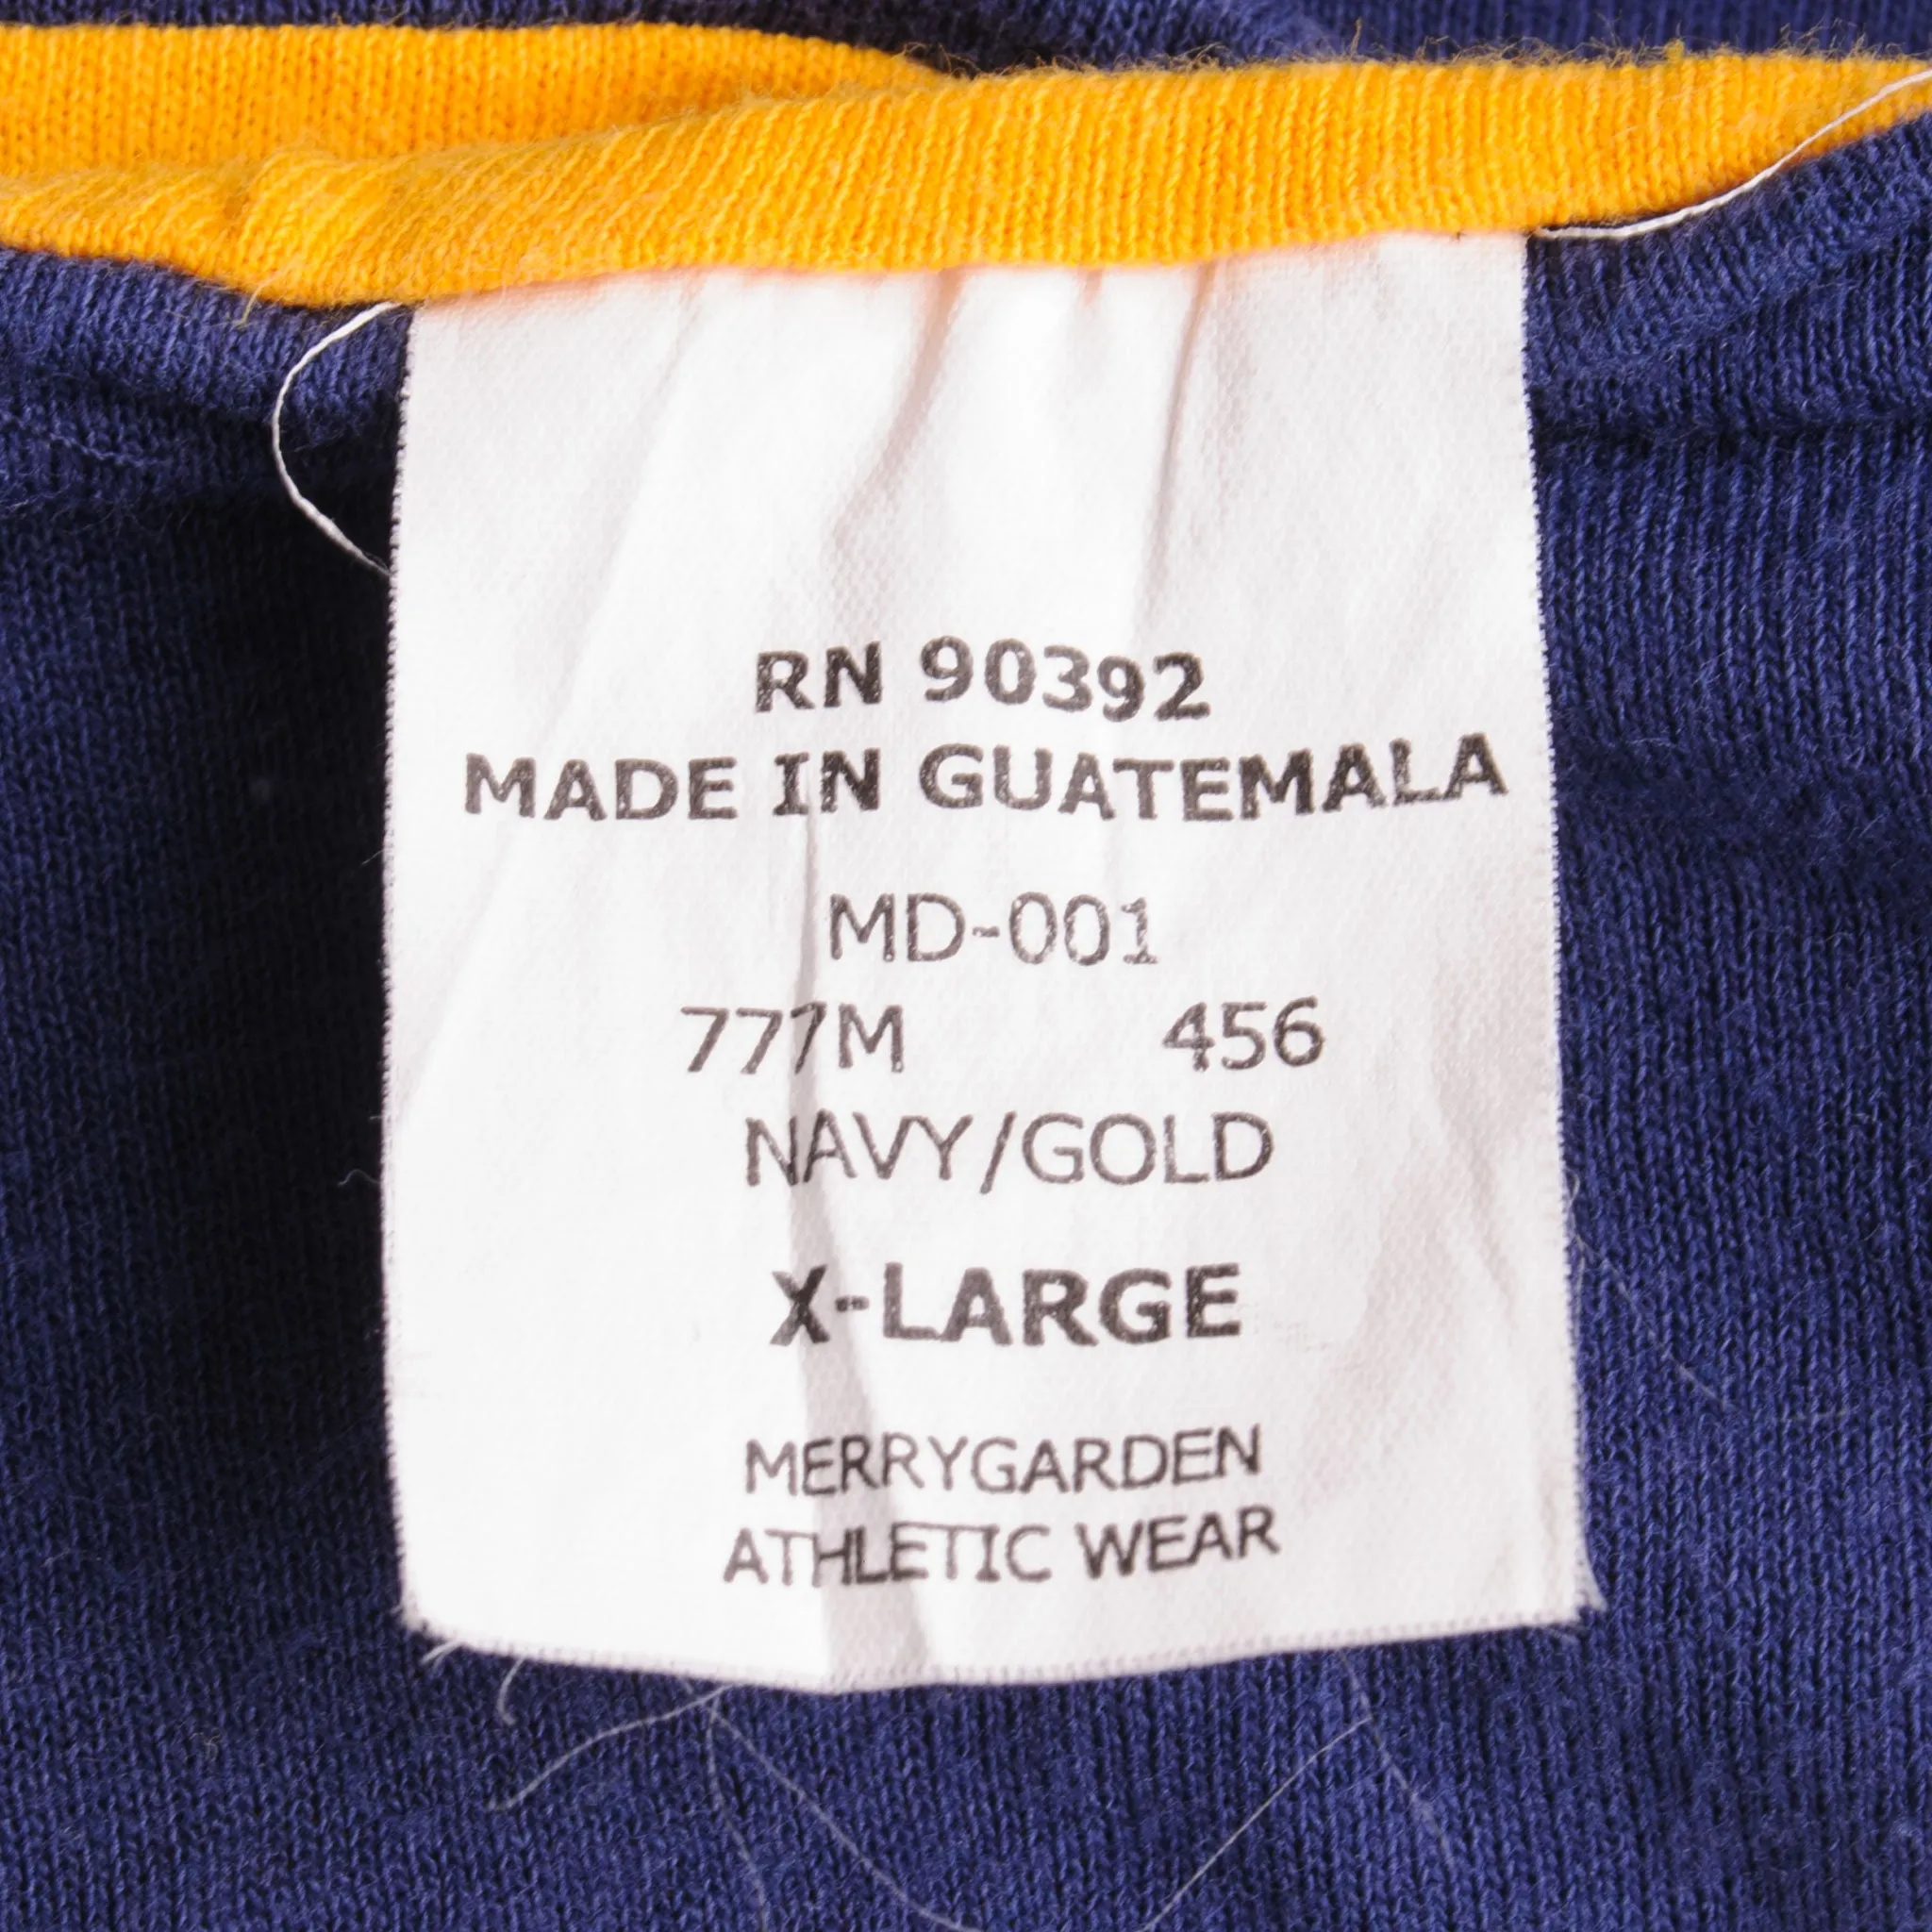 RN 90392
MADE IN GUATEMALA
MD-001
777M 456
NAVY/GOLD
X-LARGE
MERRYGARDEN
ATHLETIC WEAR